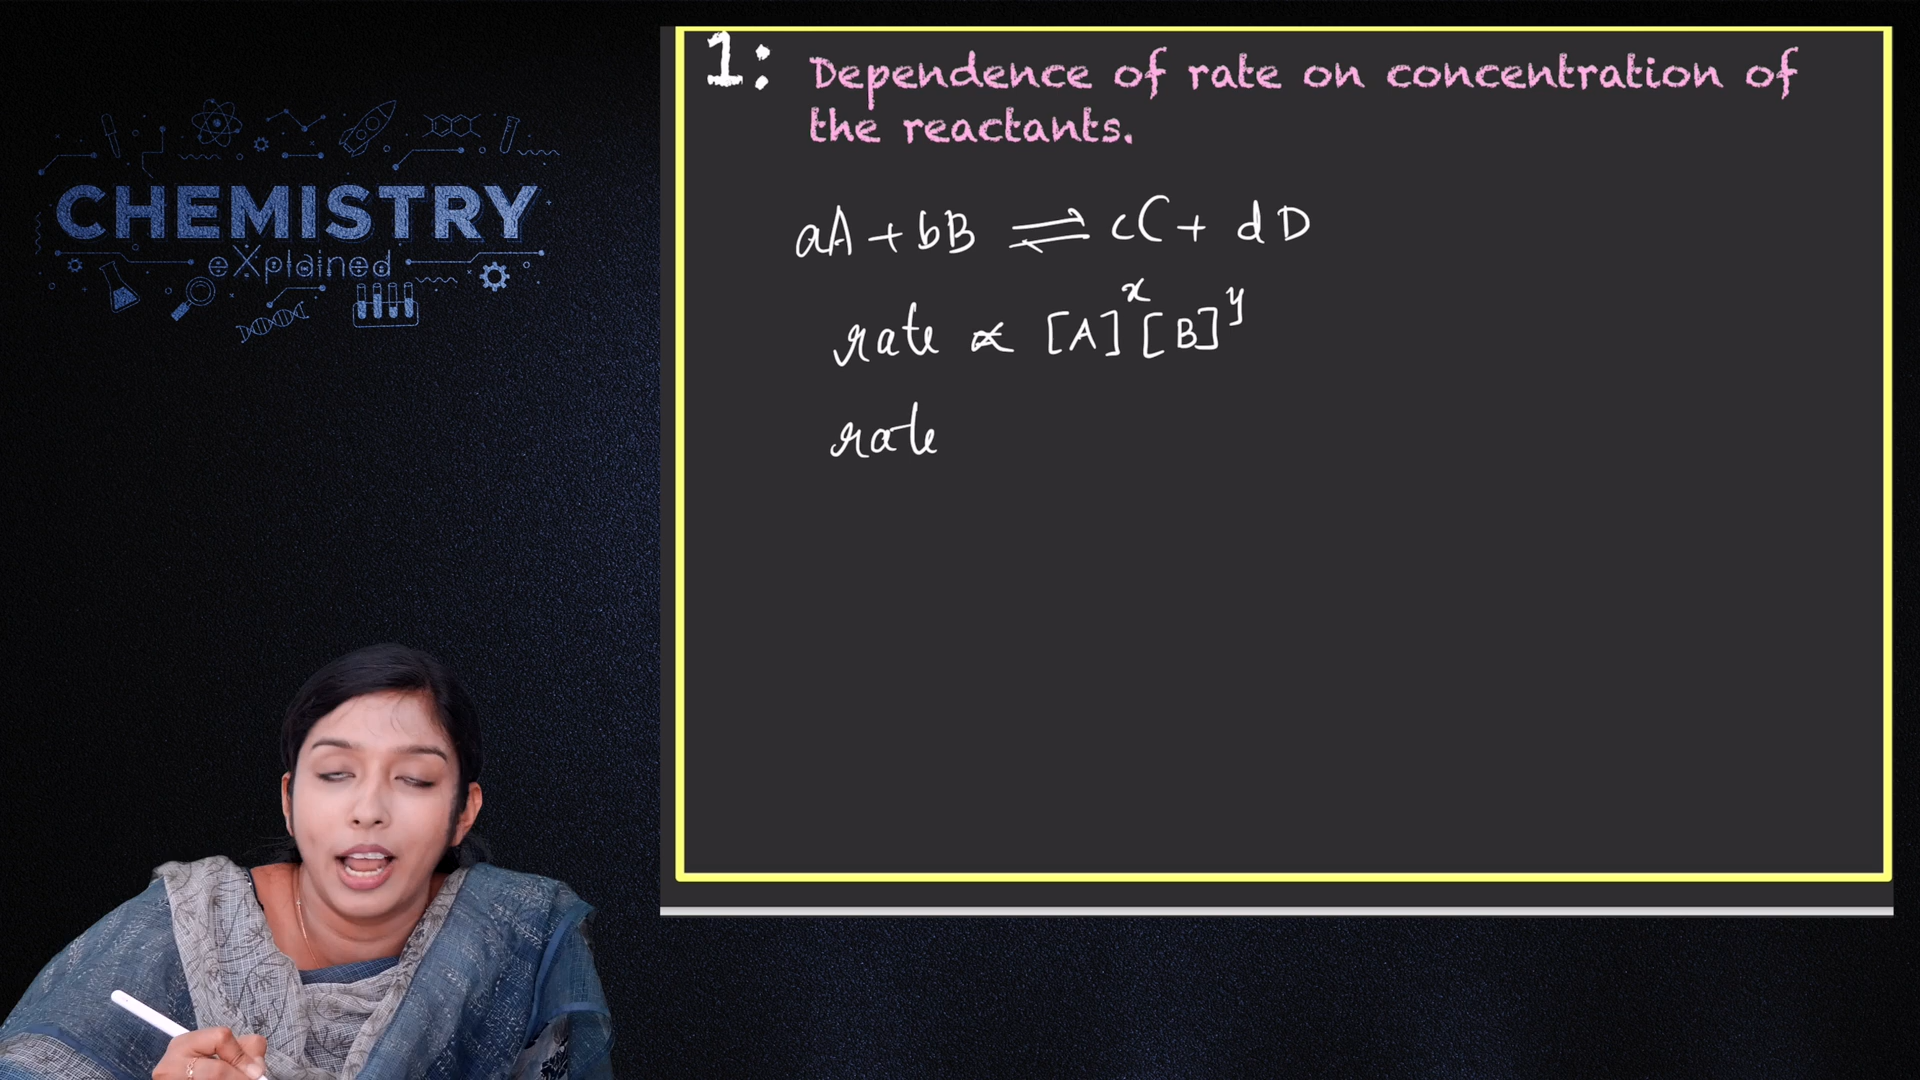 CHEMISTRY
eXplained
1: Dependence of rate on concentration of
the reactants.
aA + bB ⇌ cC + dD
rate ∝ [A]ˣ [B]ʸ
rate